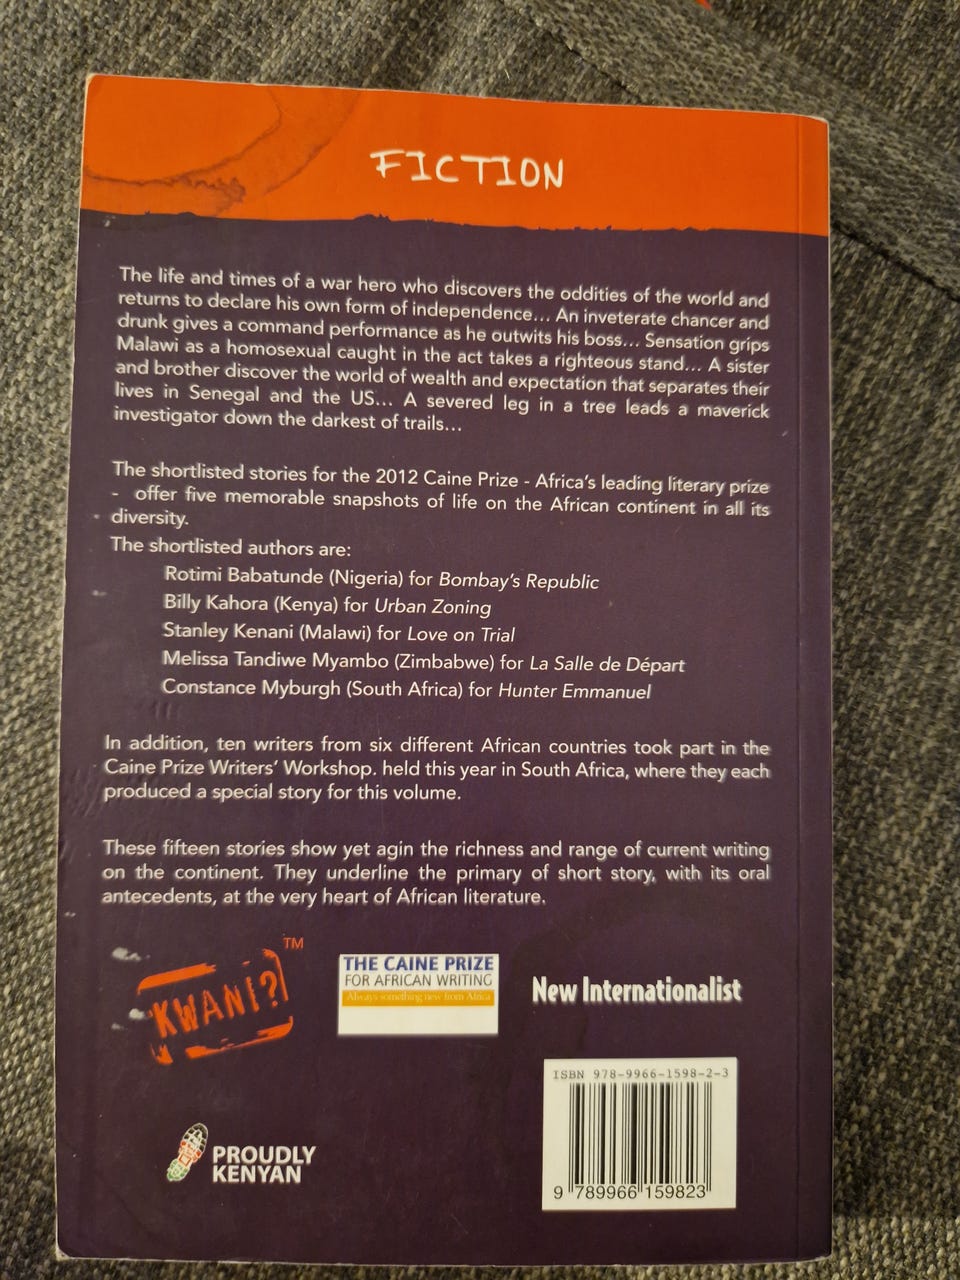 FICTION
The life and times of a war hero who discovers the oddities of the world and
returns to declare his own form of independence... An inveterate chancer and
drunk gives a command performance as he outwits his boss... Sensation grips
Malawi as a homosexual caught in the act takes a righteous stand... A sister
and brother discover the world of wealth and expectation that separates their
lives in Senegal and the US... A severed leg in a tree leads a maverick
investigator down the darkest of trails...
The shortlisted stories for the 2012 Caine Prize - Africa's leading literary prize
- offer five memorable snapshots of life on the African continent in all its
diversity.
The shortlisted authors are:
Rotimi Babatunde (Nigeria) for Bombay's Republic
Billy Kahora (Kenya) for Urban Zoning
Stanley Kenani (Malawi) for Love on Trial
Melissa Tandiwe Myambo (Zimbabwe) for La Salle de Départ
Constance Myburgh (South Africa) for Hunter Emmanuel
In addition, ten writers from six different African countries took part in the
Caine Prize Writers' Workshop. held this year in South Africa, where they each
produced a special story for this volume.
These fifteen stories show yet agin the richness and range of current writing
on the continent. They underline the primary of short story, with its oral
antecedents, at the very heart of African literature.
KWANI? TM
THE CAINE PRIZE
FOR AFRICAN WRITING
Always something new from Africa
New Internationalist
ISBN 978-9966-1598-2-3
9 789966 159823
PROUDLY
KENYAN